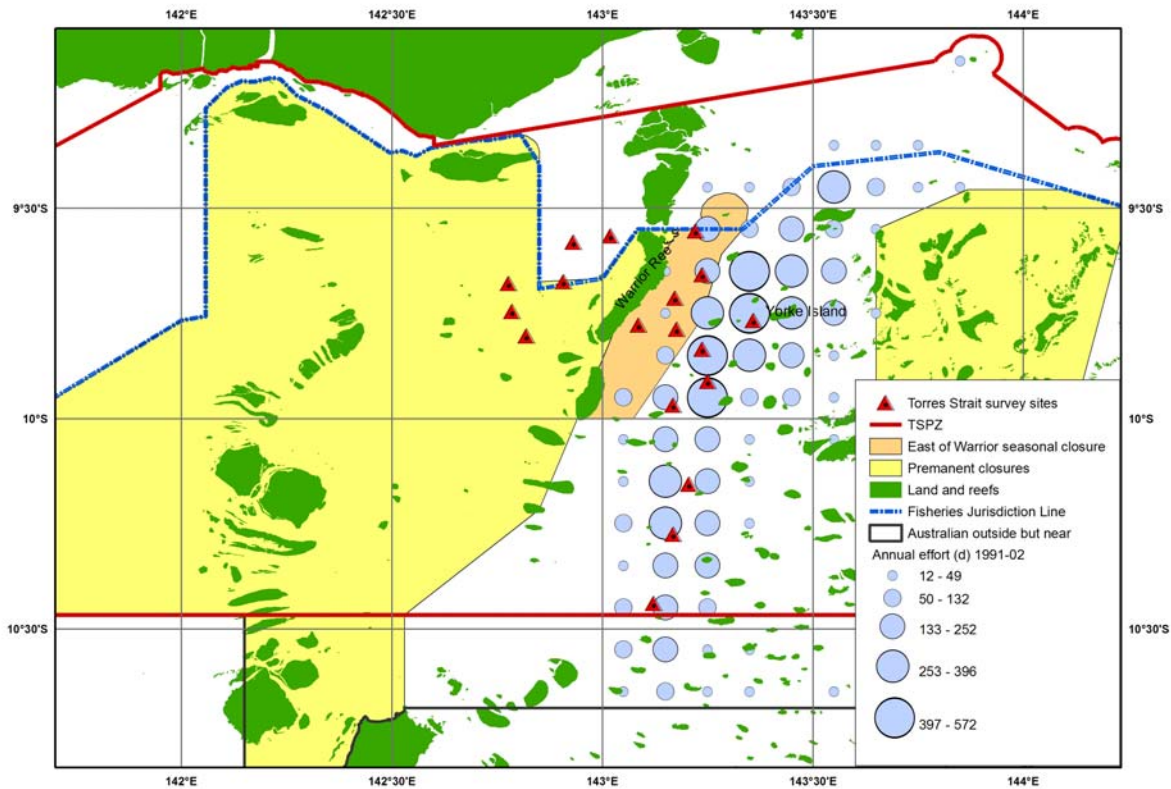 142°E
142°30'E
143°E
143°30'E
144°E
9°30'S
9°30'S
Warrior Reefs
Yorke Island
10°S
10°S
10°30'S
10°30'S
Torres Strait survey sites
TSPZ
East of Warrior seasonal closure
Premanent closures
Land and reefs
Fisheries Jurisdiction Line
Australian outside but near
Annual effort (d) 1991-02
12 - 49
50 - 132
133 - 252
253 - 396
397 - 572
142°E
142°30'E
143°E
143°30'E
144°E